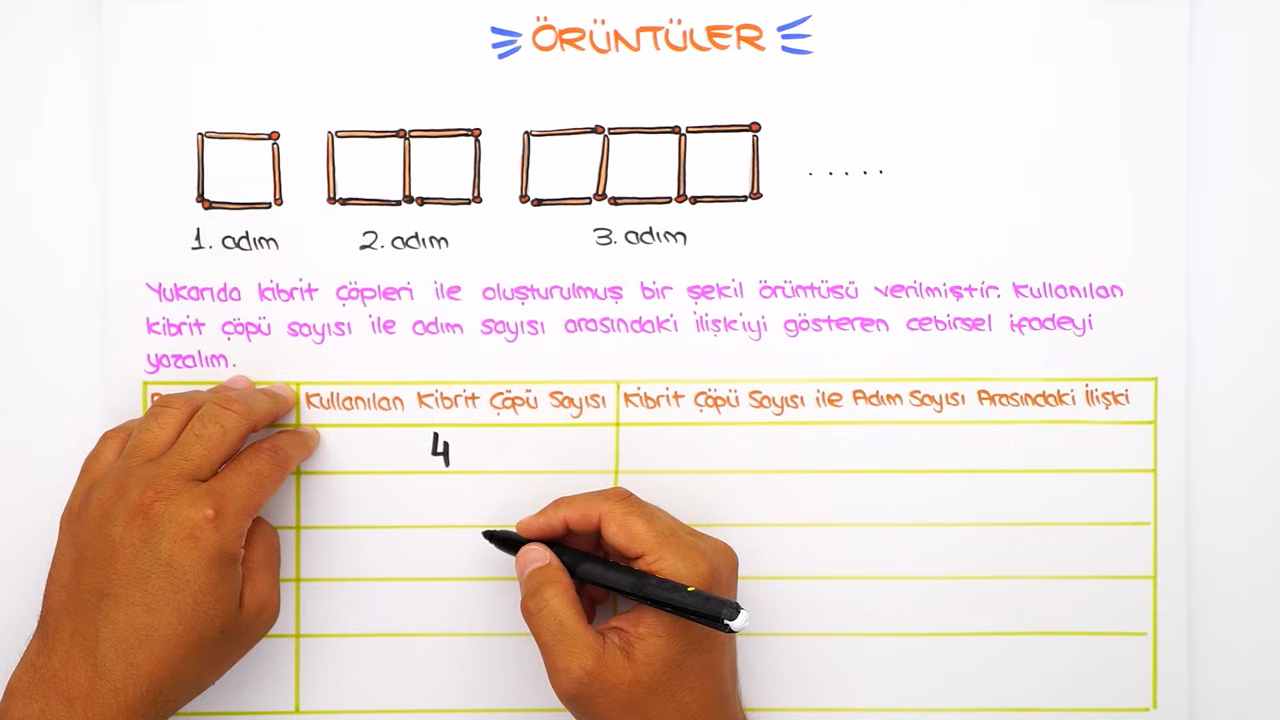 ÖRÜNTÜLER
.....
1. adım 2. adım 3. adım
Yukarıda kibrit çöpleri ile oluşturulmuş bir şekil örüntüsü verilmiştir. Kullanılan
kibrit çöpü sayısı ile adım sayısı arasındaki ilişkiyi gösteren cebirsel ifadeyi
yazalım.
Kullanılan Kibrit Çöpü Sayısı Kibrit Çöpü Sayısı ile Adım Sayısı Arasındaki İlişki
4